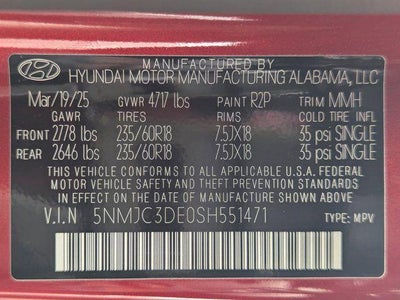 MANUFACTURED BY
HYUNDAI MOTOR MANUFACTURING ALABAMA, LLC
Mar/19/25 GVWR 4717 lbs PAINT R2P TRIM MMH
GAWR TIRES RIMS COLD TIRE INFL
FRONT 2778 lbs 235/60R18 7.5JX18 35 psi SINGLE
REAR 2646 lbs 235/60R18 7.5JX18 35 psi SINGLE
THIS VEHICLE CONFORMS TO ALL APPLICABLE U.S.A. FEDERAL
MOTOR VEHICLE SAFETY AND THEFT PREVENTION STANDARDS
IN EFFECT ON THE DATE OF MANUFACTURE SHOWN ABOVE.
V.I.N 5NMJC3DE0SH551471 TYPE: MPV